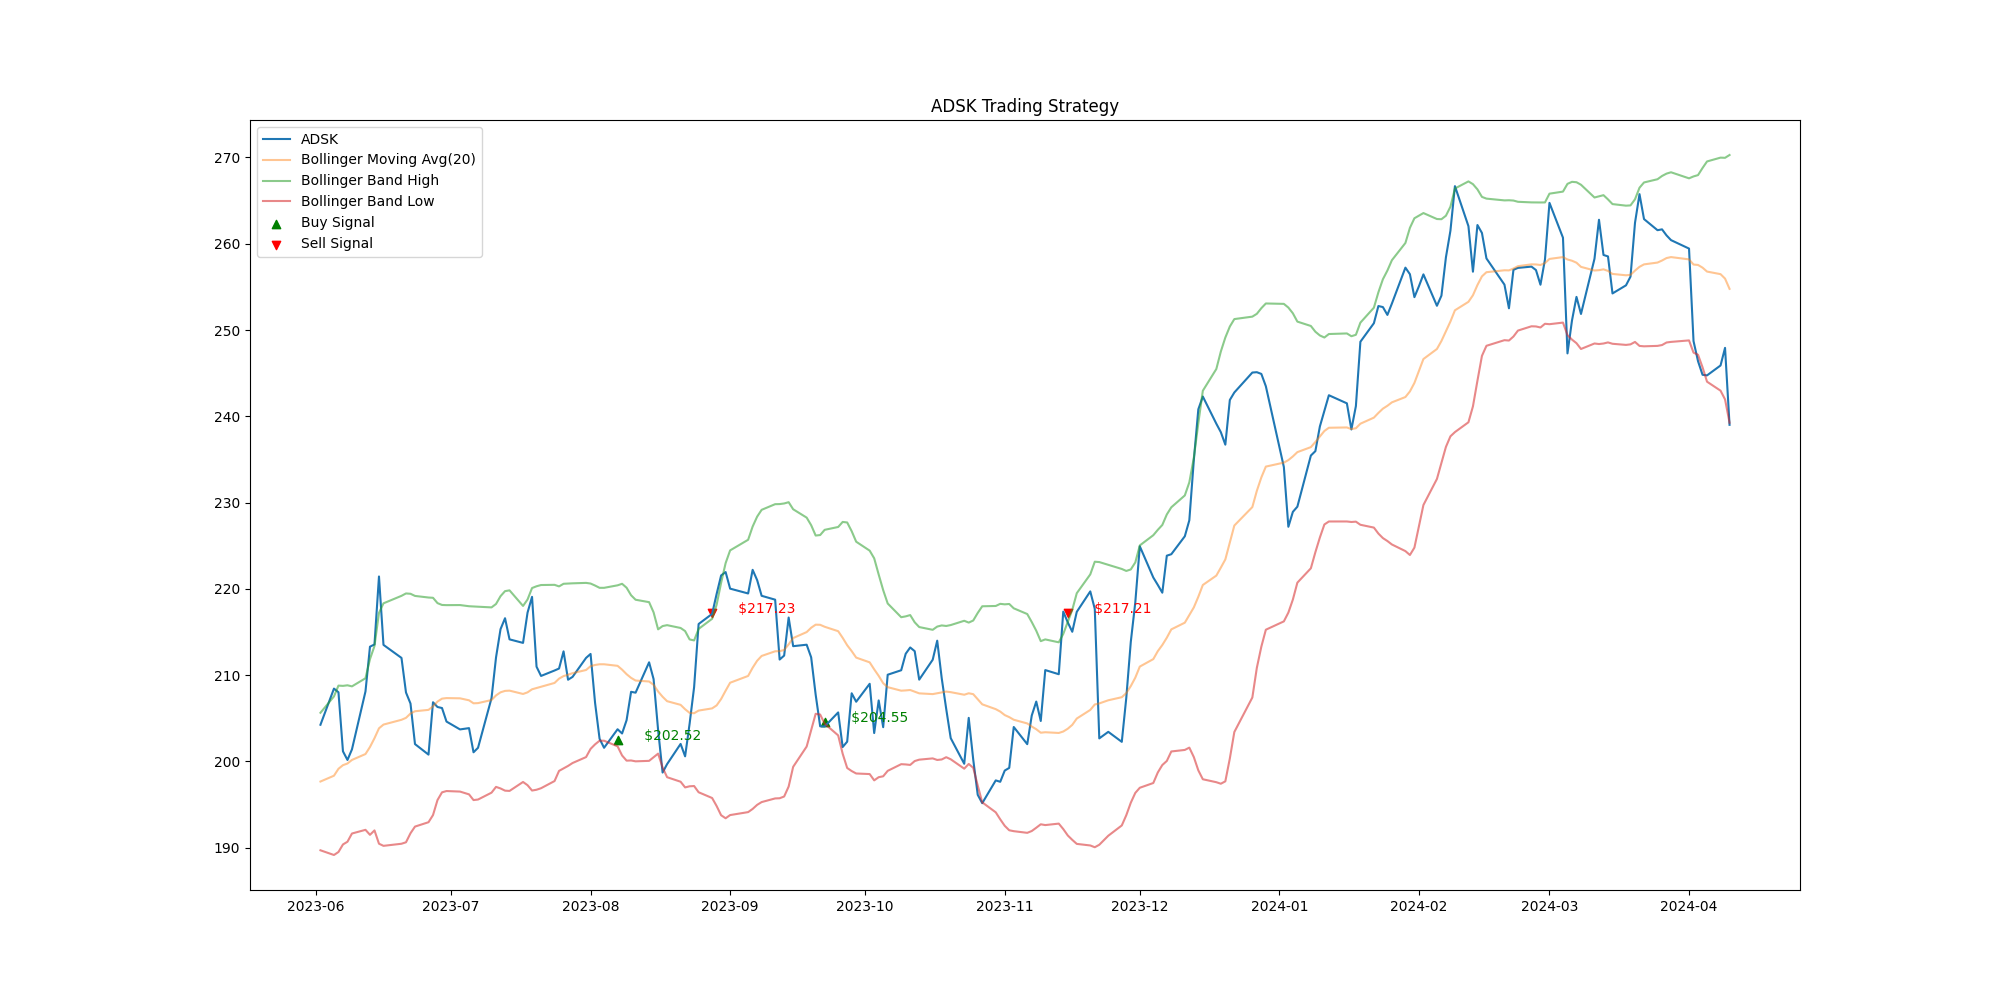 ADSK Trading Strategy
ADSK
Bollinger Moving Avg(20)
Bollinger Band High
Bollinger Band Low
Buy Signal
Sell Signal
270
260
250
240
230
220
210
200
190
$217.23
$217.21
$204.55
$202.52
2023-06 2023-07 2023-08 2023-09 2023-10 2023-11 2023-12 2024-01 2024-02 2024-03 2024-04